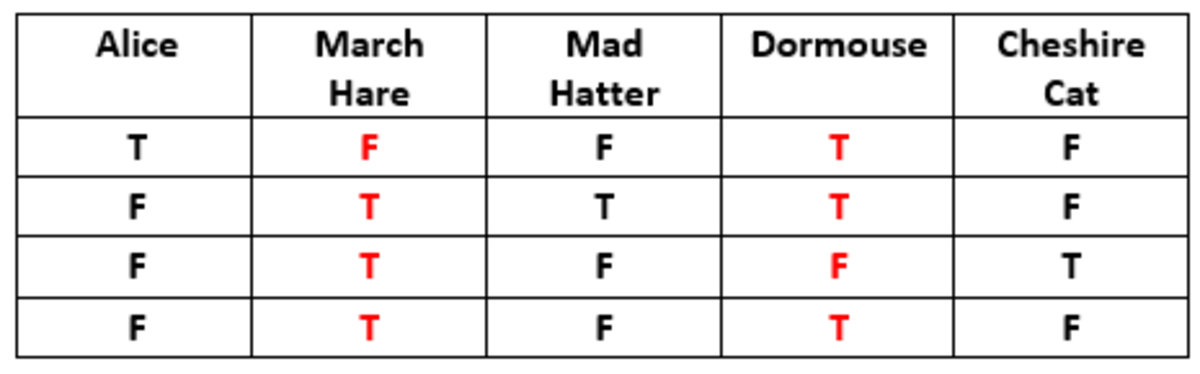 Alice March Hare Mad Hatter Dormouse Cheshire Cat
T F F T F
F T T T F
F T F F T
F T F T F